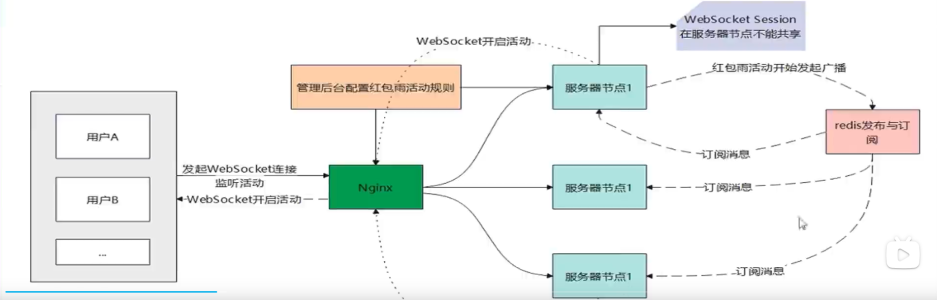 WebSocket Session
在服务器节点不能共享
WebSocket开启活动
红包雨活动开始发起广播
管理后台配置红包雨活动规则
服务器节点1
用户A
redis发布与订
阅
订阅消息
发起WebSocket连接
监听活动
Nginx
服务器节点1
订阅消息
用户B
WebSocket开启活动
...
服务器节点1
订阅消息